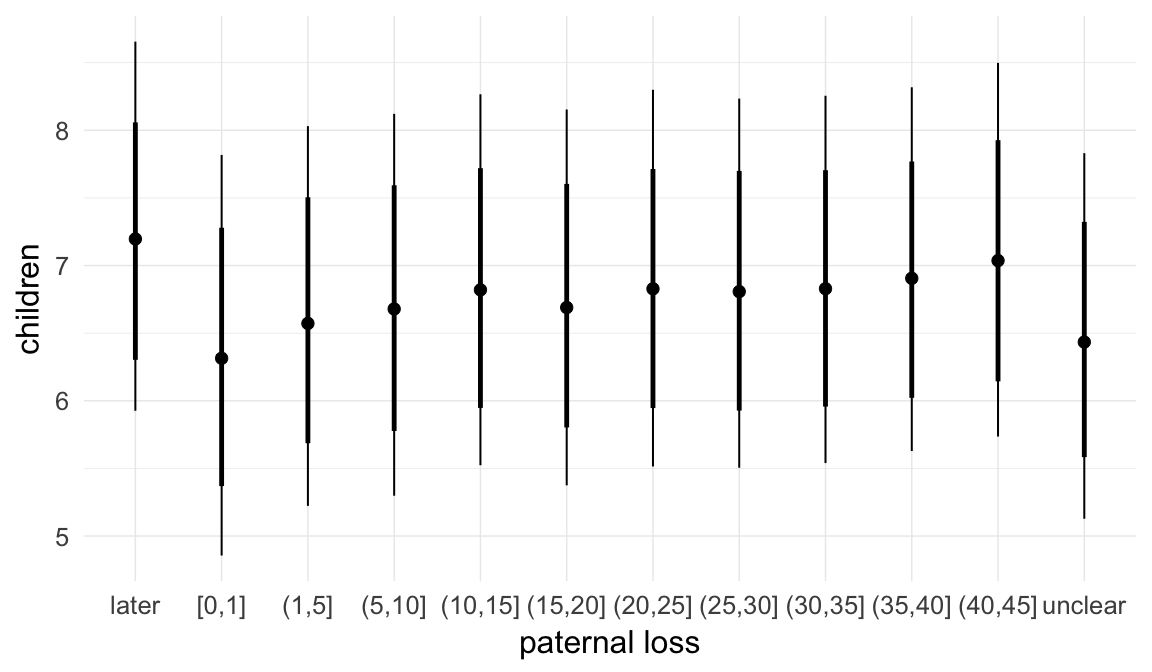 children
8
7
6
5
later [0,1] (1,5] (5,10] (10,15] (15,20] (20,25] (25,30] (30,35] (35,40] (40,45] unclear
paternal loss